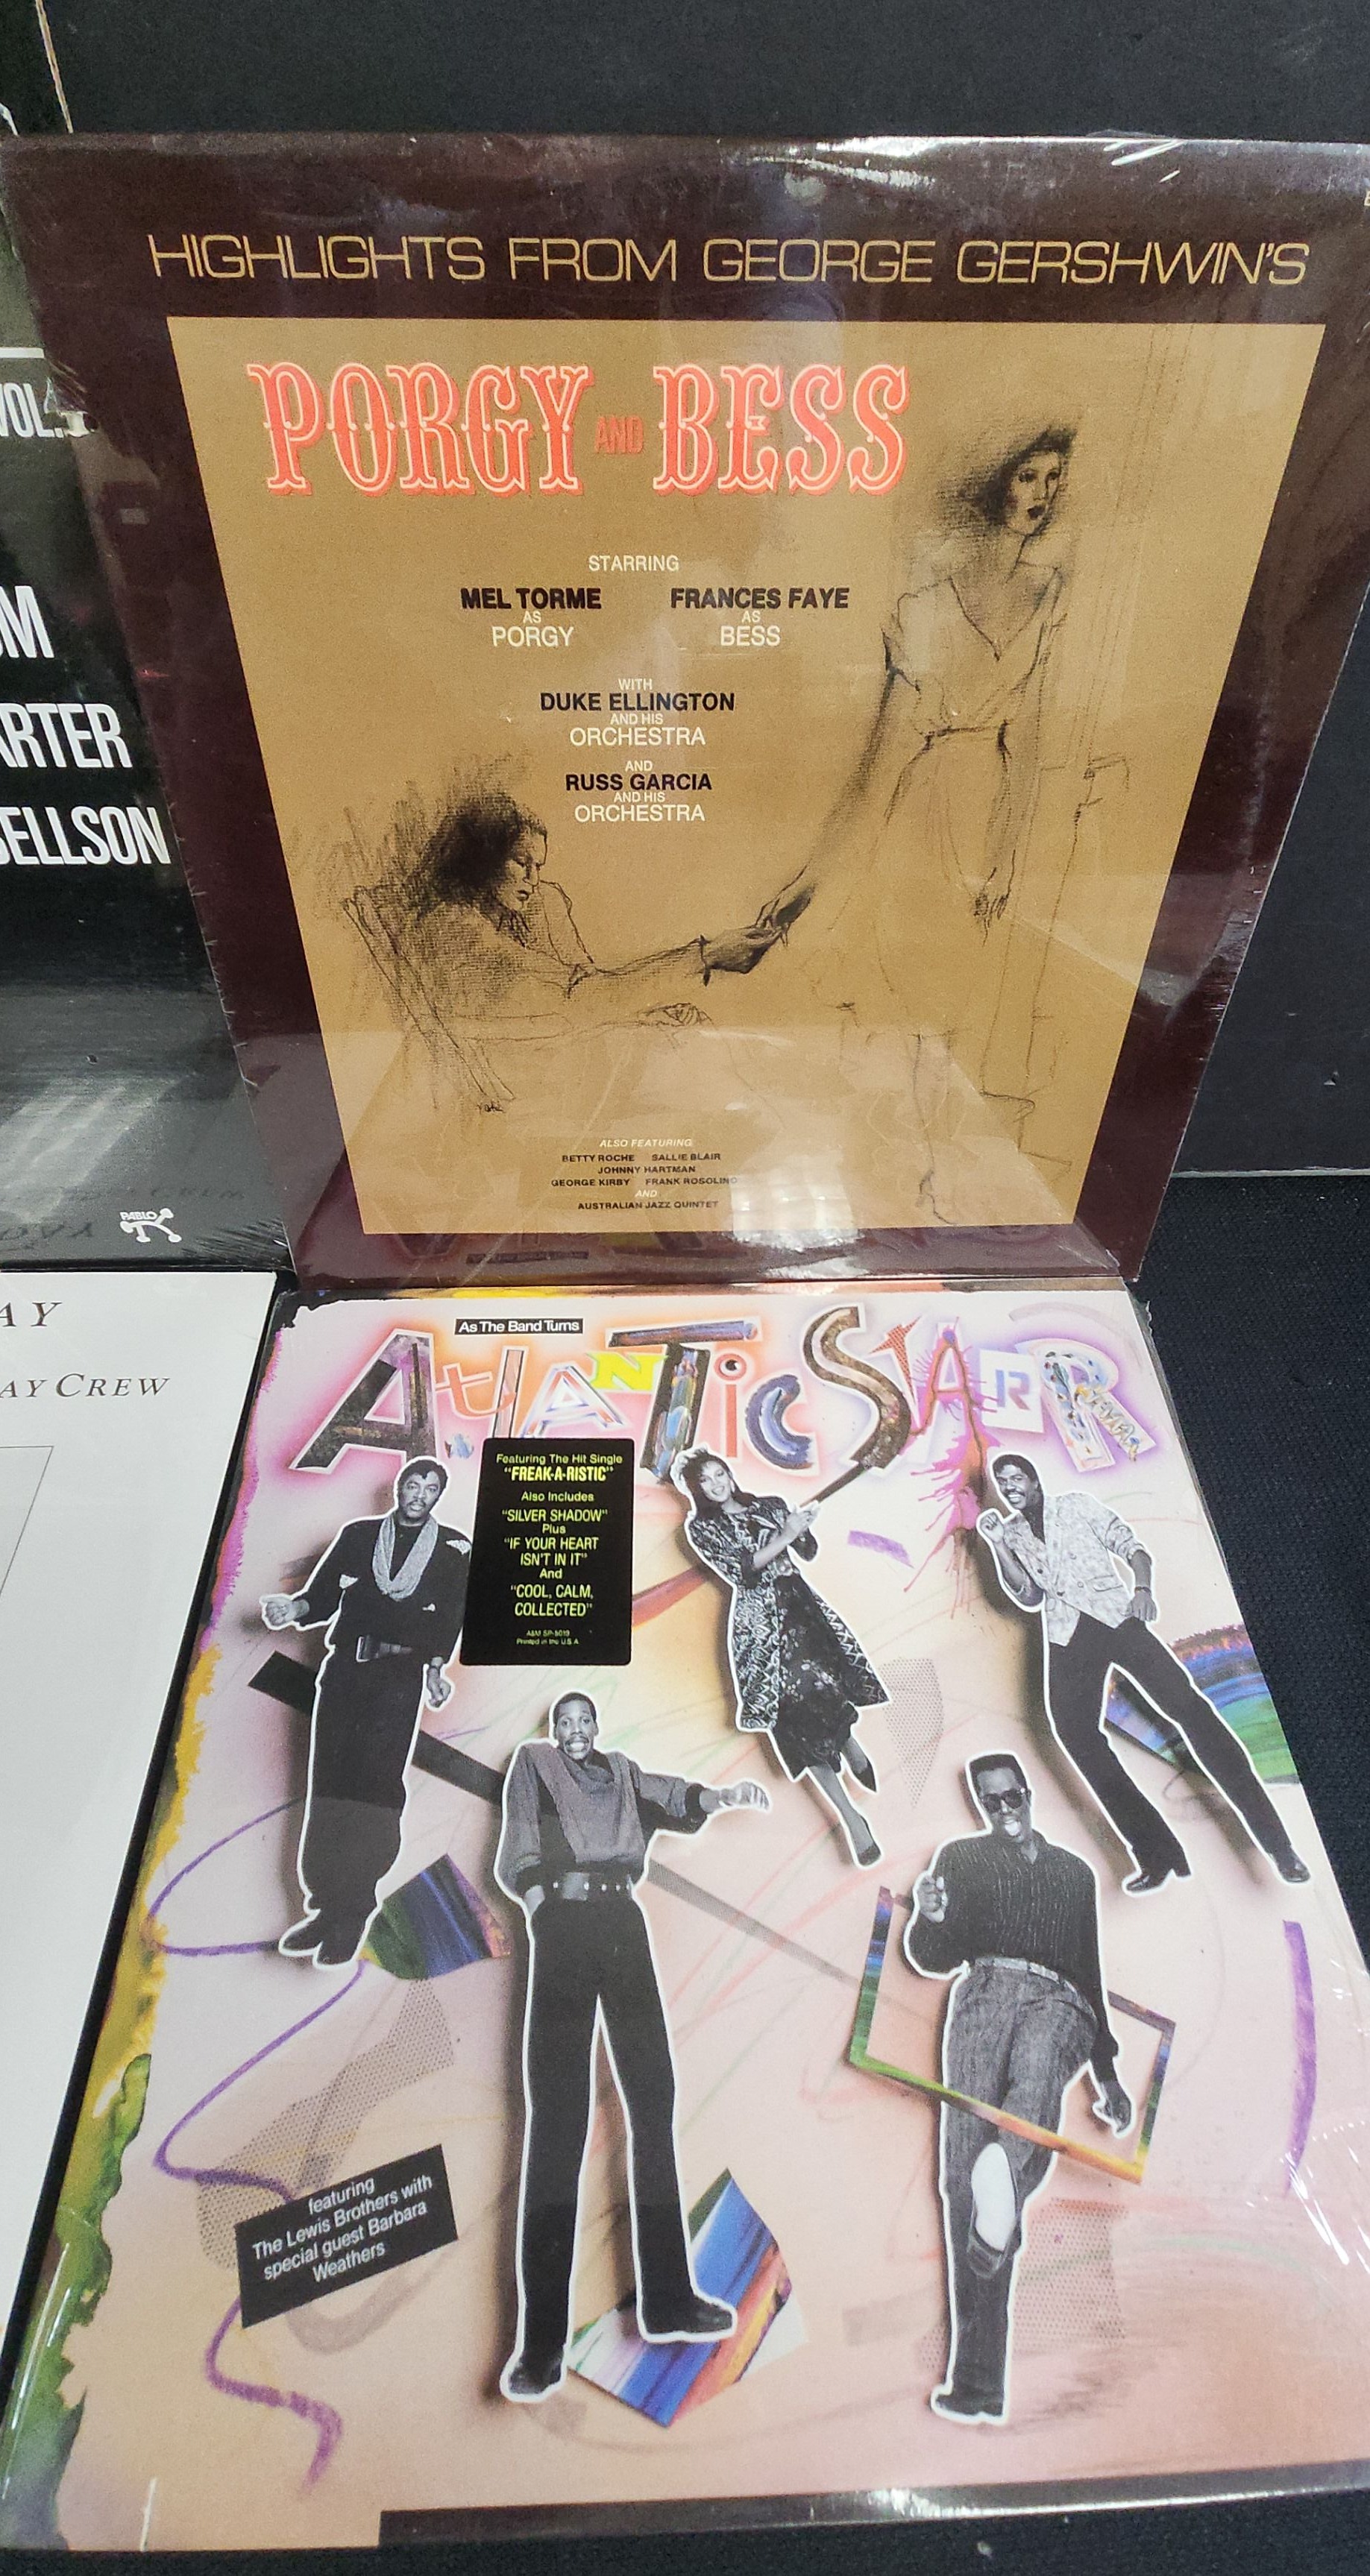 HIGHLIGHTS FROM GEORGE GERSHWIN'S
PORGY AND BESS
STARRING
MEL TORME
AS
PORGY
FRANCES FAYE
AS
BESS
WITH
DUKE ELLINGTON
AND HIS
ORCHESTRA
AND
RUSS GARCIA
AND HIS
ORCHESTRA
ALSO FEATURING
BETTY ROCHE SALLIE BLAIR
JOHNNY HARTMAN
GEORGE KIRBY FRANK ROSOLINO
AND
AUSTRALIAN JAZZ QUINTET
VOL.
OM
ARTER
BELLSON
PABLO
AY
AY CREW
As The Band Turns
ATLANTIC STARR
Featuring The Hit Single
"FREAK-A-RISTIC"
Also Includes
"SILVER SHADOW"
Plus
"IF YOUR HEART
ISN'T IN IT"
And
"COOL, CALM,
COLLECTED"
A&M SP-5019
Printed in the U.S.A
featuring
The Lewis Brothers with
special guest Barbara
Weathers